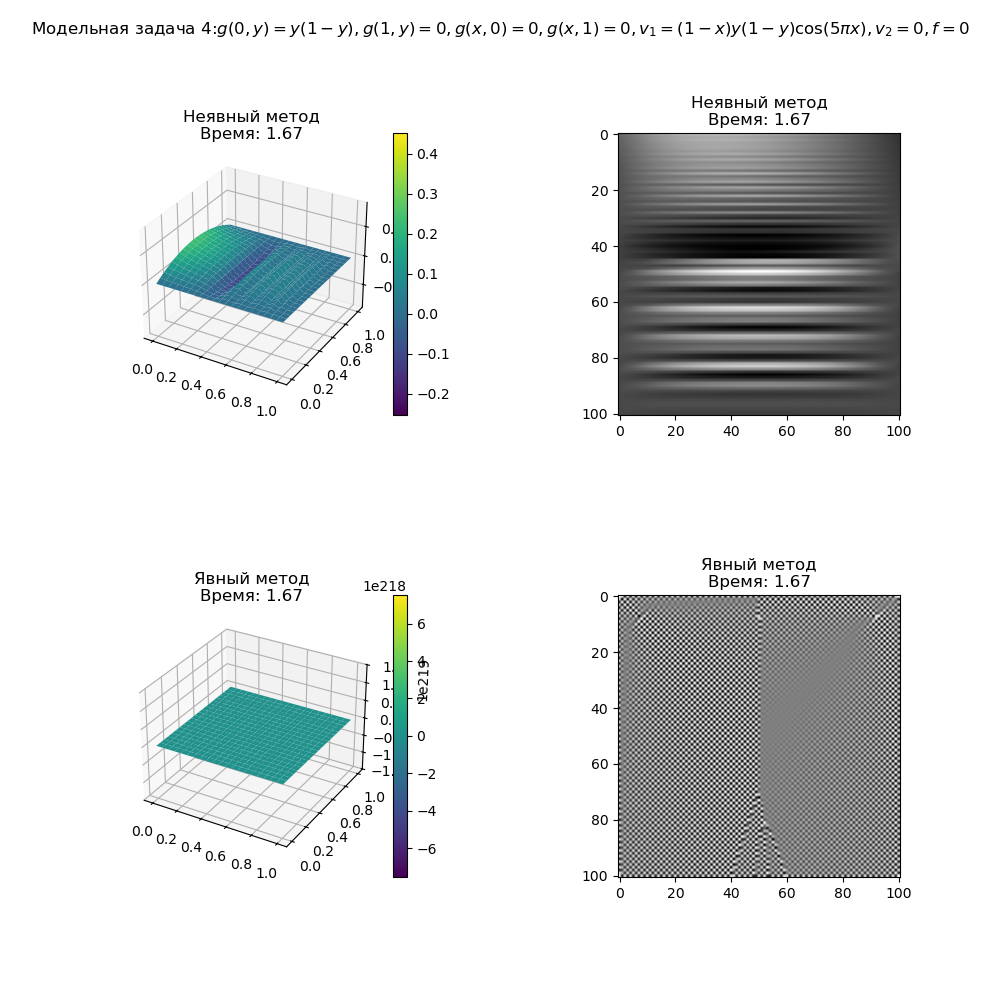 Модельная задача 4:g(0, y) = y(1 − y), g(1, y) = 0, g(x, 0) = 0, g(x, 1) = 0, v₁ = (1 − x)y(1 − y)cos(5πx), v₂ = 0, f = 0
Неявный метод
Время: 1.67
0.4
0.3
0.2
0.1
0.0
−0.1
−0.2
0.0 0.2 0.4 0.6 0.8 1.0
0.0 0.2 0.4 0.6 0.8 1.0
Неявный метод
Время: 1.67
0
20
40
60
80
100
0 20 40 60 80 100
Явный метод
Время: 1.67
1e218
6
4
2
0
−2
−4
−6
1e219
0.0 0.2 0.4 0.6 0.8 1.0
0.0 0.2 0.4 0.6 0.8 1.0
Явный метод
Время: 1.67
0
20
40
60
80
100
0 20 40 60 80 100